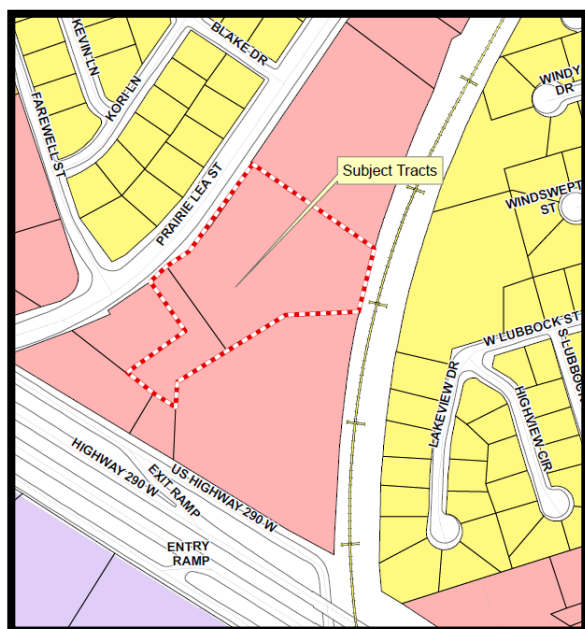 KEVIN LN
BLAKE DR
FAREWELL ST
KORI LN
WINDY
DR
Subject Tracts
WINDSWEPT
ST
PRAIRIE LEA ST
W LUBBOCK ST
S LUBBOCK
LAKEVIEW DR
HIGHVIEW CIR
HIGHWAY 290 W
EXIT RAMP
US HIGHWAY 290 W
ENTRY
RAMP